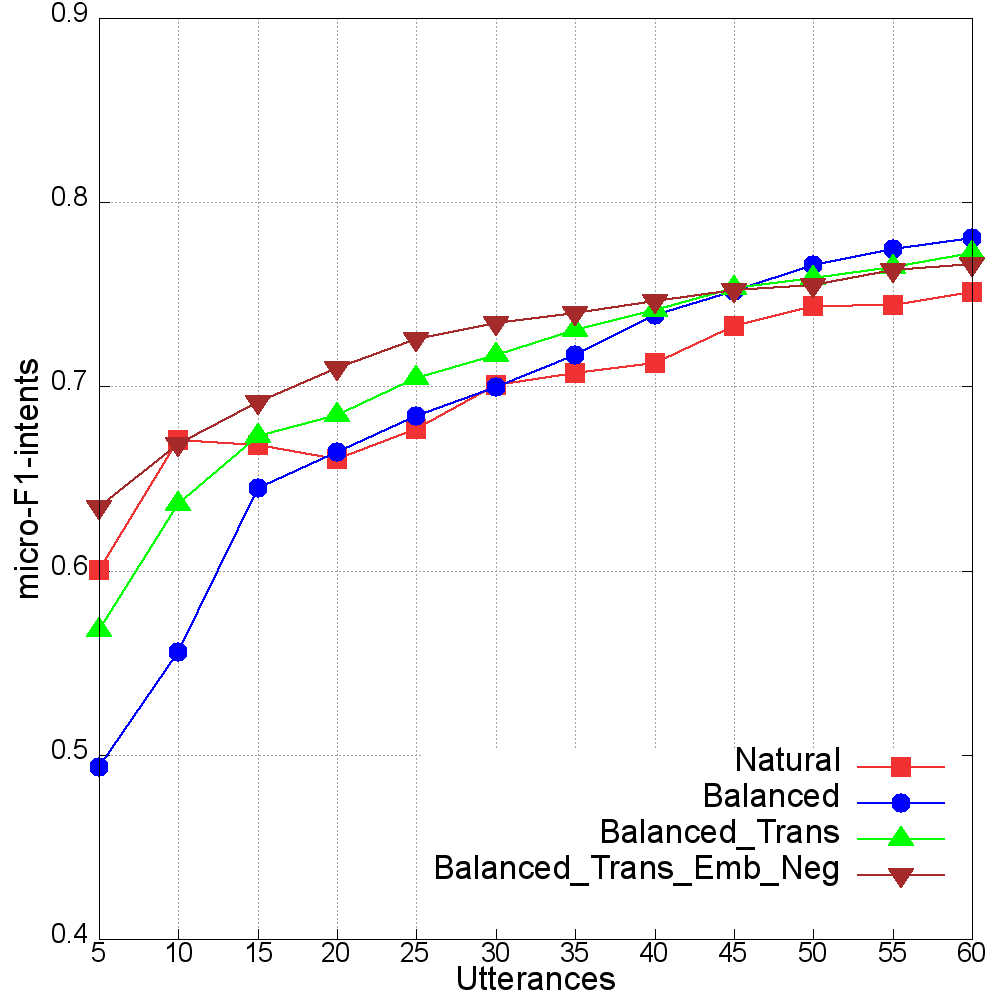 0.9
0.8
0.7
0.6
0.5
0.4
micro-F1-intents
Natural
Balanced
Balanced_Trans
Balanced_Trans_Emb_Neg
5 10 15 20 25 30 35 40 45 50 55 60
Utterances